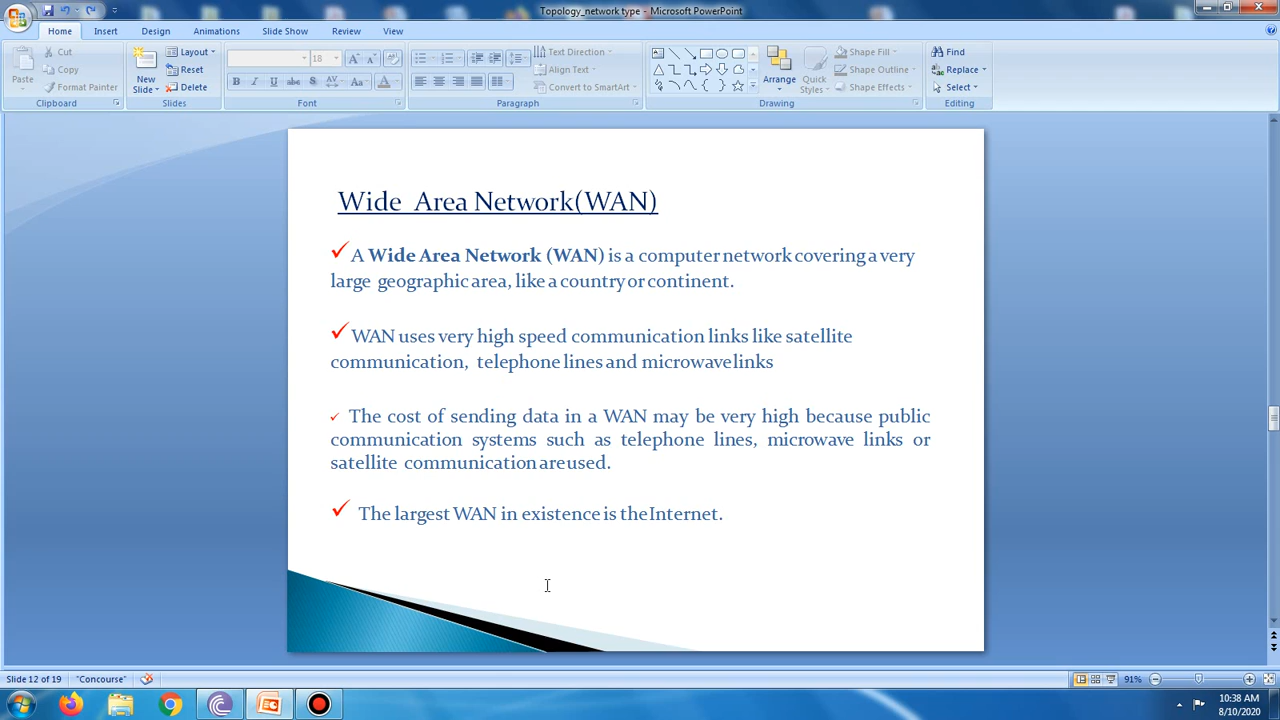 Topology_network type - Microsoft PowerPoint
Home Insert Design Animations Slide Show Review View
Paste
Cut
Copy
Format Painter
Clipboard
New
Slide
Layout
Reset
Delete
Slides
18
B I U abc S AV Aa A
Font
Text Direction
Align Text
Convert to SmartArt
Paragraph
Arrange
Quick
Styles
Shape Fill
Shape Outline
Shape Effects
Drawing
Find
Replace
Select
Editing
Wide Area Network(WAN)
A Wide Area Network (WAN) is a computer network covering a very
large geographic area, like a country or continent.
WAN uses very high speed communication links like satellite
communication, telephone lines and microwave links
The cost of sending data in a WAN may be very high because public
communication systems such as telephone lines, microwave links or
satellite communication are used.
The largest WAN in existence is the Internet.
Slide 12 of 19 "Concourse" 91%
10:38 AM
8/10/2020